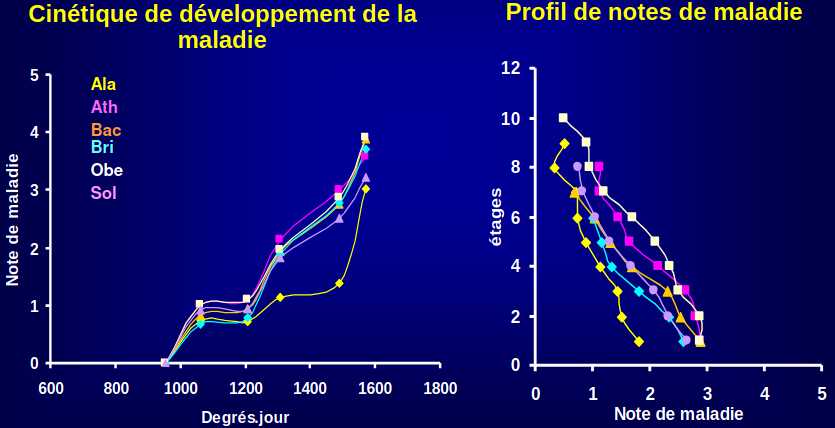 Cinétique de développement de la
maladie
Note de maladie
5
4
3
2
1
0
Ala
Ath
Bac
Bri
Obe
Sol
600 800 1000 1200 1400 1600 1800
Degrés.jour
Profil de notes de maladie
étages
12
10
8
6
4
2
0
0 1 2 3 4 5
Note de maladie